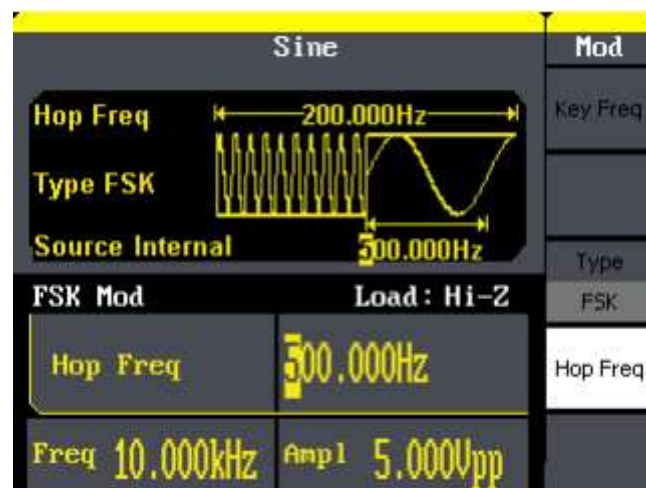 Sine
Mod
Hop Freq
200.000Hz
Key Freq
Type FSK
Source Internal
500.000Hz
Type
FSK Mod
Load: Hi-Z
FSK
Hop Freq
500.000Hz
Hop Freq
Freq 10.000kHz
Ampl 5.000Vpp